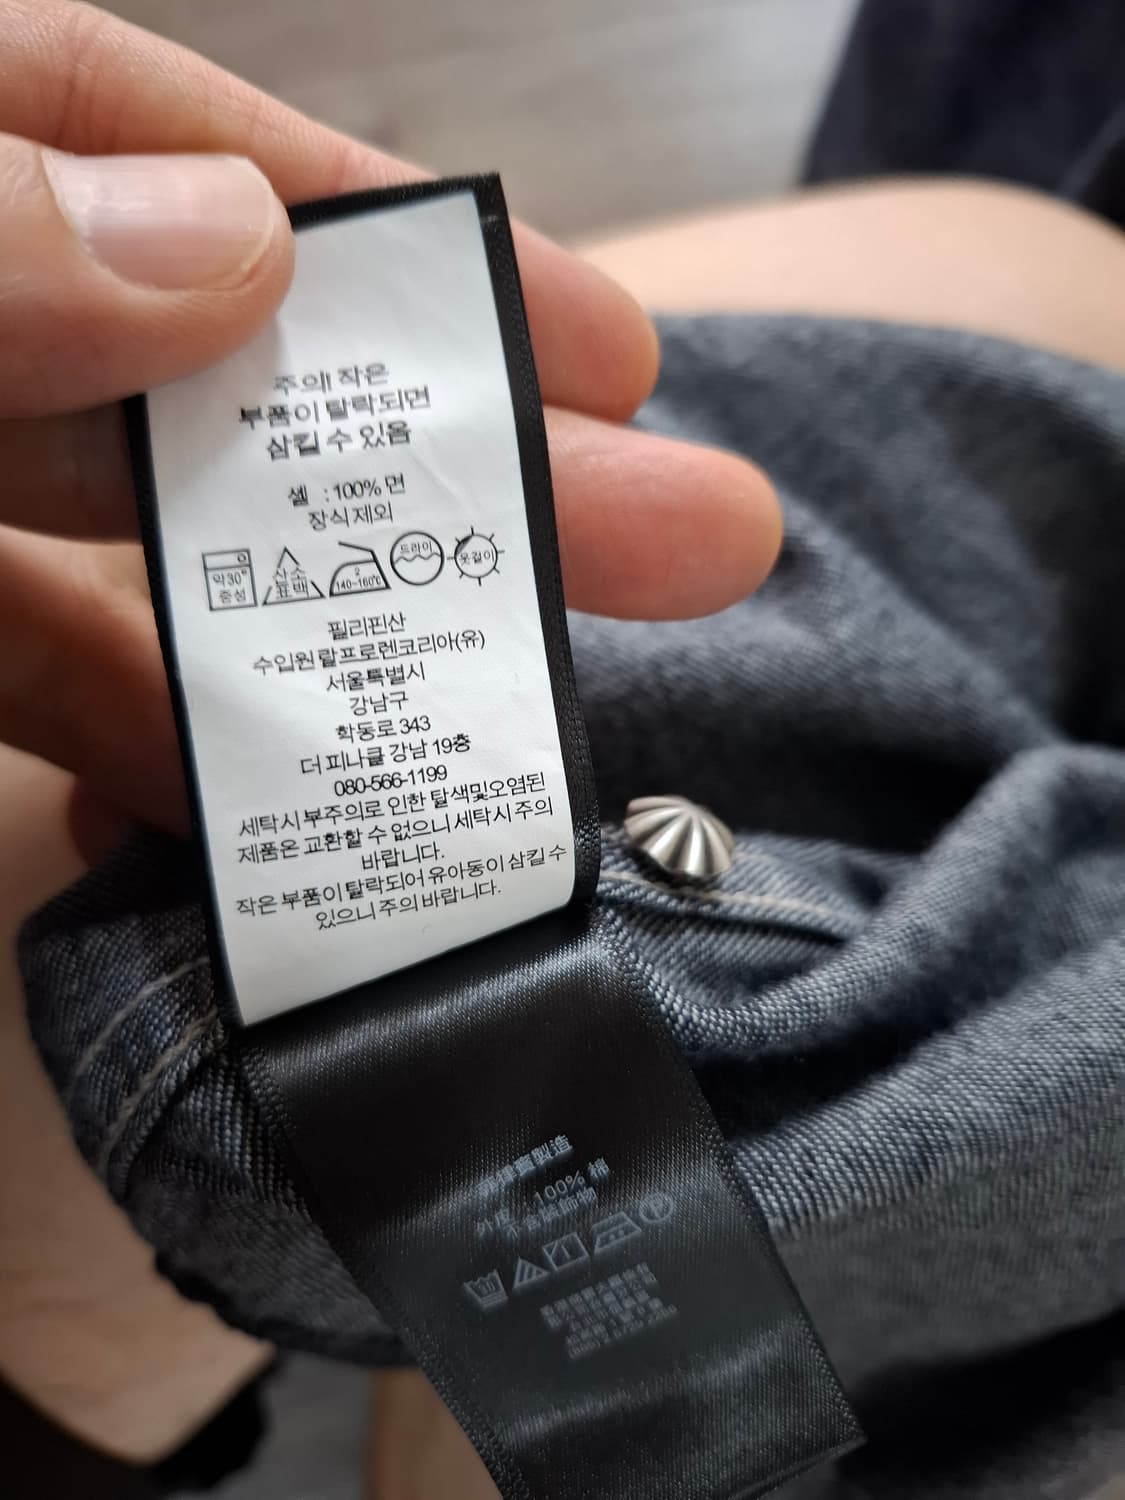 주의! 작은
부품이 탈락되면
삼킬 수 있음
셸 : 100% 면
장식제외
약30°
중성
산소
표백
2
140~160℃
드라이
옷걸이
필리핀산
수입원 랄프로렌코리아(유)
서울특별시
강남구
학동로 343
더 피나클 강남 19층
080-566-1199
세탁시 부주의로 인한 탈색및오염된
제품은 교환할 수 없으니 세탁시 주의
바랍니다.
작은 부품이 탈락되어 유아동이 삼킬 수
있으니 주의 바랍니다.
製造
100% 棉